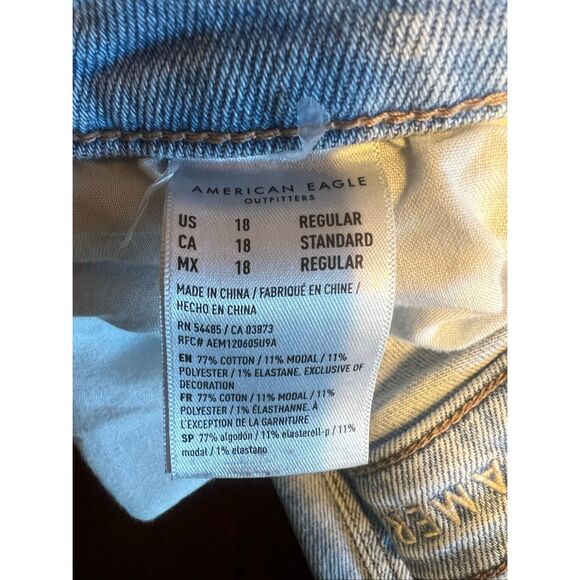 AMERICAN EAGLE
OUTFITTERS
US 18 REGULAR
CA 18 STANDARD
MX 18 REGULAR
MADE IN CHINA / FABRIQUÉ EN CHINE /
HECHO EN CHINA
RN 54485 / CA 03873
RFC# AEM120605U9A
EN 77% COTTON / 11% MODAL / 11%
POLYESTER / 1% ELASTANE, EXCLUSIVE OF
DECORATION
FR 77% COTON / 11% MODAL / 11%
POLYESTER / 1% ÉLASTHANNE, À
L'EXCEPTION DE LA GARNITURE
SP 77% algodón / 11% elasterell-p / 11%
modal / 1% elastano
AMER